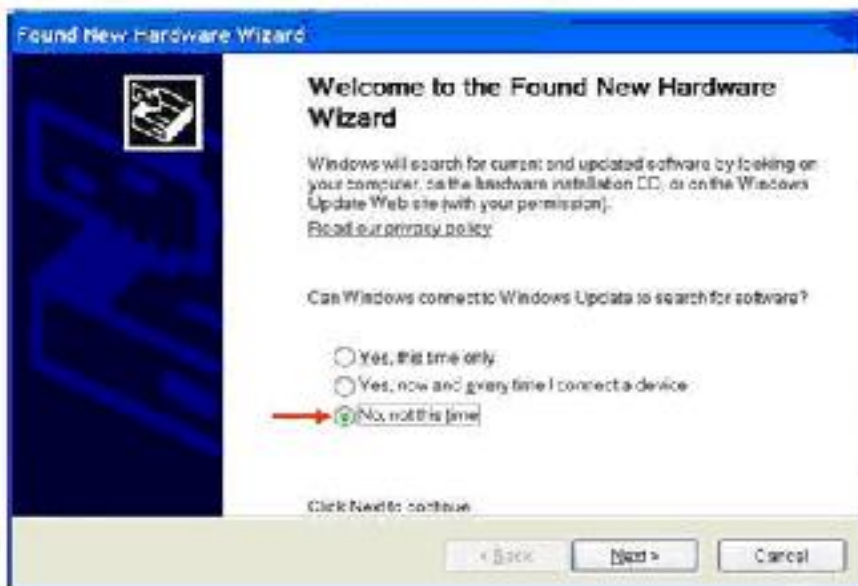 Found New Hardware Wizard
Welcome to the Found New Hardware
Wizard
Windows will search for current and updated software by looking on
your computer, on the hardware installation CD, or on the Windows
Update Web site (with your permission).
Read our privacy policy
Can Windows connect to Windows Update to search for software?
Yes, this time only
Yes, now and every time I connect a device
No, not this time
Click Next to continue
< Back
Next >
Cancel